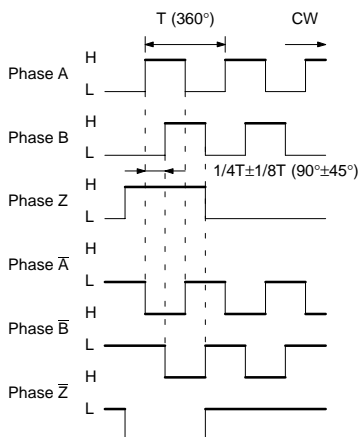 T (360°) CW
H
Phase A
L
H
Phase B
L
1/4T±1/8T (90°±45°)
H
Phase Z
L
H
Phase A̅
L
H
Phase B̅
L
H
Phase Z̅
L